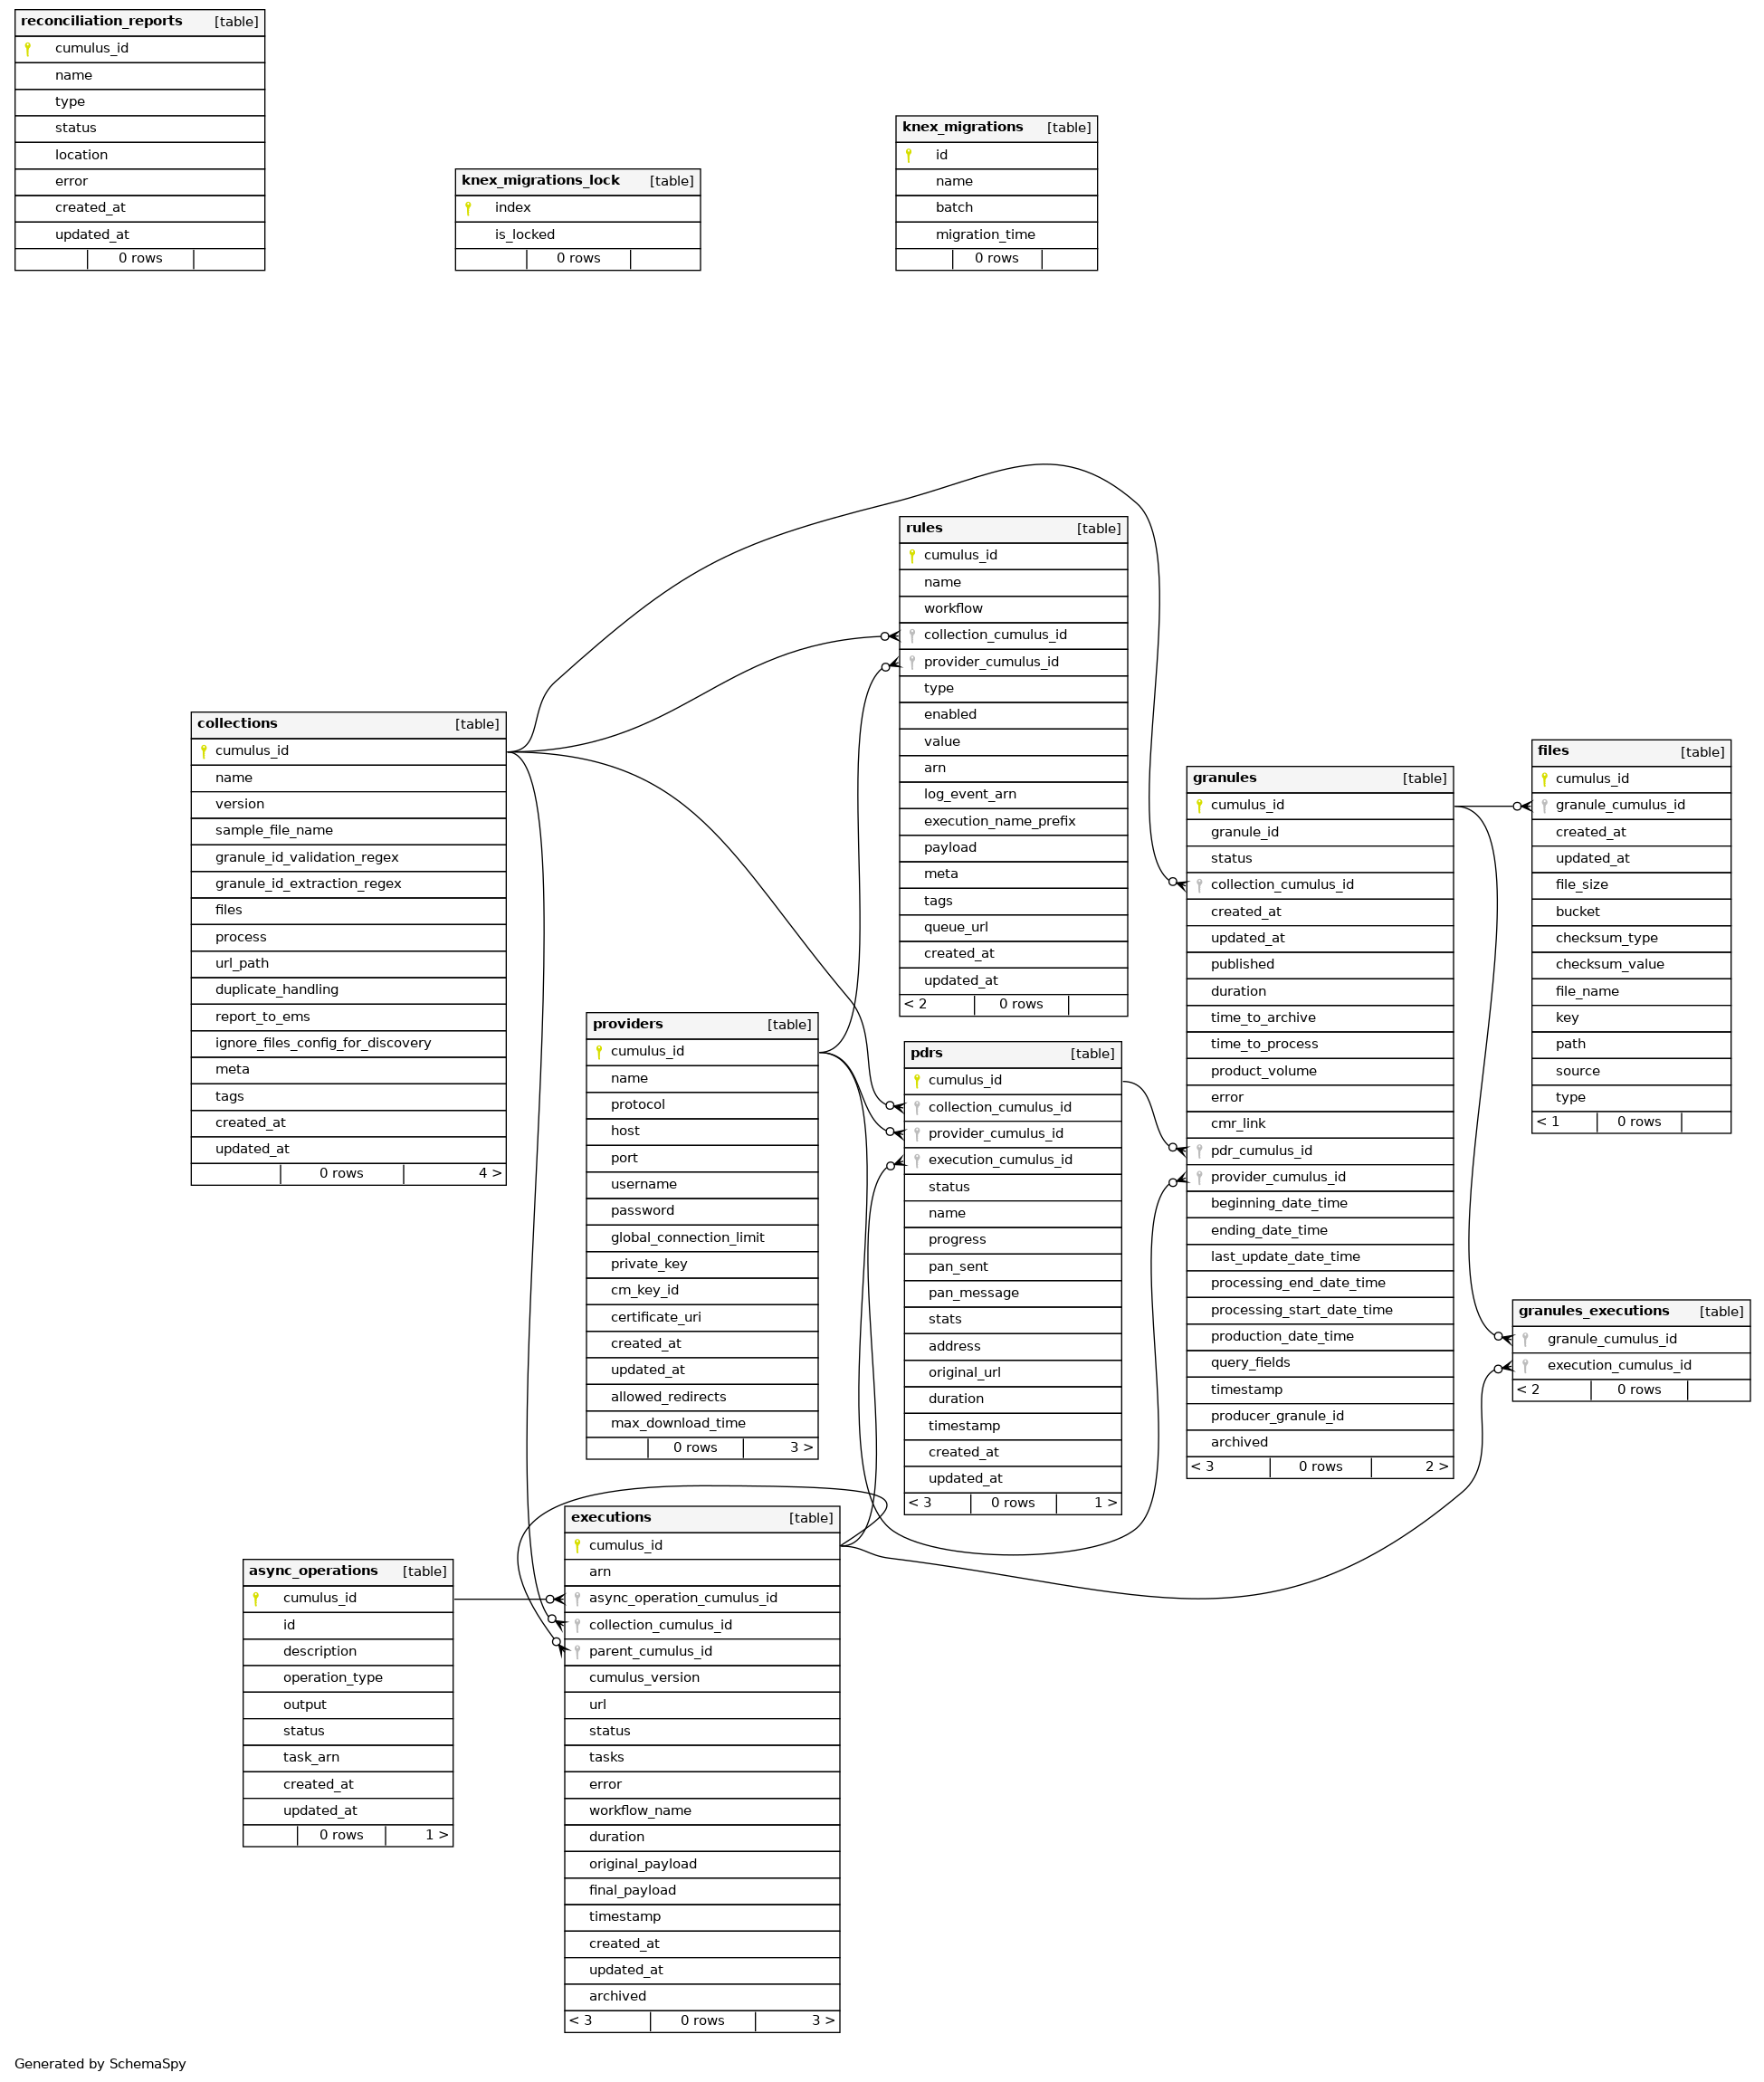 reconciliation_reports [table]
cumulus_id
name
type
status
location
error
created_at
updated_at
0 rows
knex_migrations_lock [table]
index
is_locked
0 rows
knex_migrations [table]
id
name
batch
migration_time
0 rows
rules [table]
cumulus_id
name
workflow
collection_cumulus_id
provider_cumulus_id
type
enabled
value
arn
log_event_arn
execution_name_prefix
payload
meta
tags
queue_url
created_at
updated_at
< 2 0 rows
collections [table]
cumulus_id
name
version
sample_file_name
granule_id_validation_regex
granule_id_extraction_regex
files
process
url_path
duplicate_handling
report_to_ems
ignore_files_config_for_discovery
meta
tags
created_at
updated_at
0 rows 4 >
granules [table]
cumulus_id
granule_id
status
collection_cumulus_id
created_at
updated_at
published
duration
time_to_archive
time_to_process
product_volume
error
cmr_link
pdr_cumulus_id
provider_cumulus_id
beginning_date_time
ending_date_time
last_update_date_time
processing_end_date_time
processing_start_date_time
production_date_time
query_fields
timestamp
producer_granule_id
archived
< 3 0 rows 2 >
files [table]
cumulus_id
granule_cumulus_id
created_at
updated_at
file_size
bucket
checksum_type
checksum_value
file_name
key
path
source
type
< 1 0 rows
providers [table]
cumulus_id
name
protocol
host
port
username
password
global_connection_limit
private_key
cm_key_id
certificate_uri
created_at
updated_at
allowed_redirects
max_download_time
0 rows 3 >
pdrs [table]
cumulus_id
collection_cumulus_id
provider_cumulus_id
execution_cumulus_id
status
name
progress
pan_sent
pan_message
stats
address
original_url
duration
timestamp
created_at
updated_at
< 3 0 rows 1 >
granules_executions [table]
granule_cumulus_id
execution_cumulus_id
< 2 0 rows
executions [table]
cumulus_id
arn
async_operation_cumulus_id
collection_cumulus_id
parent_cumulus_id
cumulus_version
url
status
tasks
error
workflow_name
duration
original_payload
final_payload
timestamp
created_at
updated_at
archived
< 3 0 rows 3 >
async_operations [table]
cumulus_id
id
description
operation_type
output
status
task_arn
created_at
updated_at
0 rows 1 >
Generated by SchemaSpy